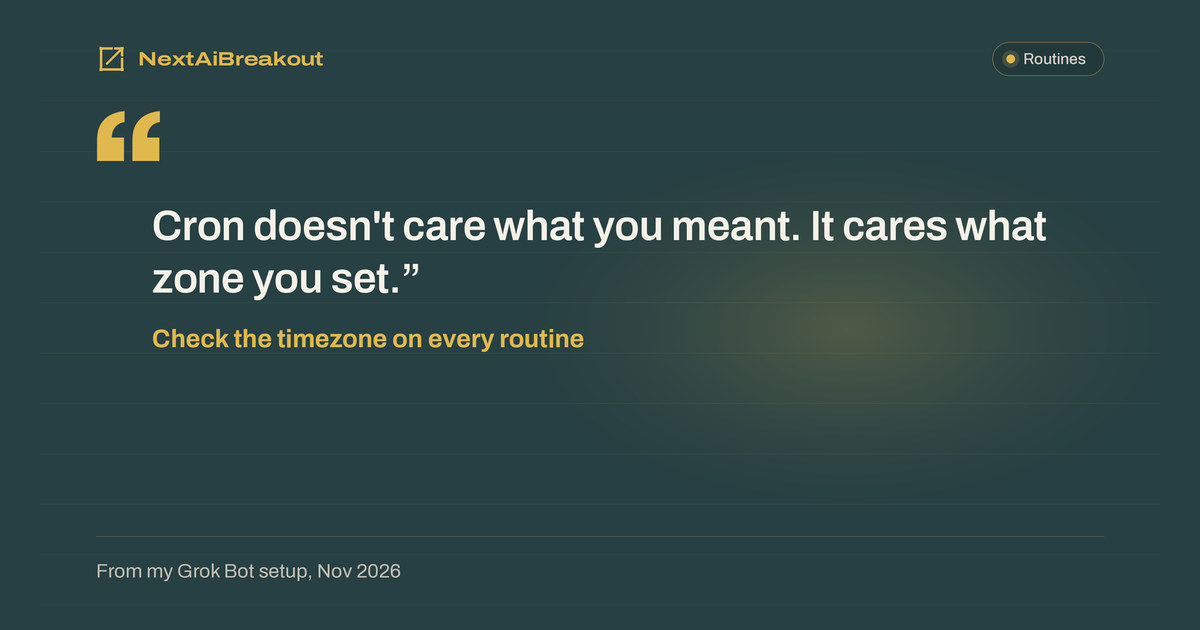 NextAiBreakout
Routines
“
Cron doesn't care what you meant. It cares what
zone you set.”
Check the timezone on every routine
From my Grok Bot setup, Nov 2026